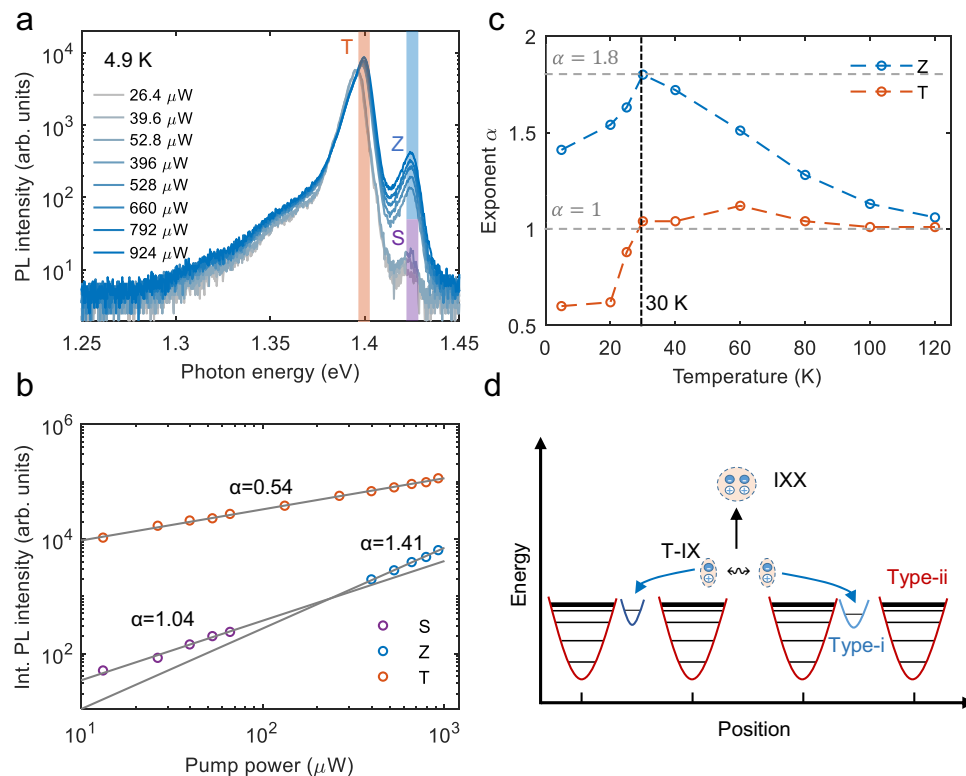 a
4.9 K
26.4 μW
39.6 μW
52.8 μW
396 μW
528 μW
660 μW
792 μW
924 μW
T
Z
S
10⁴
10³
10²
10¹
PL intensity (arb. units)
1.25 1.3 1.35 1.4 1.45
Photon energy (eV)
b
α=0.54
α=1.41
α=1.04
S
Z
T
10⁶
10⁴
10²
Int. PL intensity (arb. units)
10¹ 10² 10³
Pump power (μW)
c
α = 1.8
α = 1
Z
T
30 K
2
1.5
1
0.5
Exponent α
0 20 40 60 80 100 120
Temperature (K)
d
IXX
T-IX
Type-ii
Type-i
Energy
Position